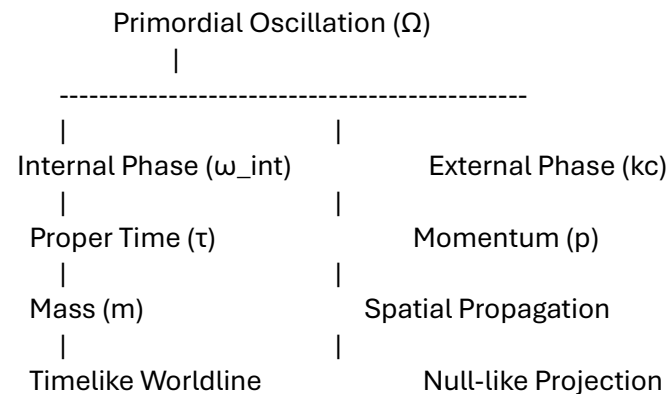 Primordial Oscillation (Ω)
|
-----------------------------------------------
| |
Internal Phase (ω_int) External Phase (kc)
| |
Proper Time (τ) Momentum (p)
| |
Mass (m) Spatial Propagation
| |
Timelike Worldline Null-like Projection